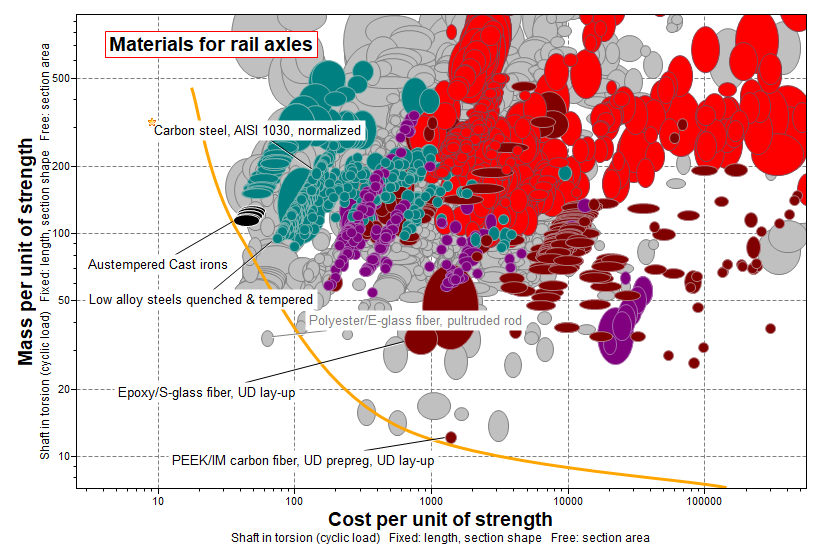 Materials for rail axles
Mass per unit of strength
Shaft in torsion (cyclic load) Fixed: length, section shape Free: section area
500
200
100
50
20
10
Carbon steel, AISI 1030, normalized
Austempered Cast irons
Low alloy steels quenched & tempered
Polyester/E-glass fiber, pultruded rod
Epoxy/S-glass fiber, UD lay-up
PEEK/IM carbon fiber, UD prepreg, UD lay-up
10 100 1000 10000 100000
Cost per unit of strength
Shaft in torsion (cyclic load) Fixed: length, section shape Free: section area